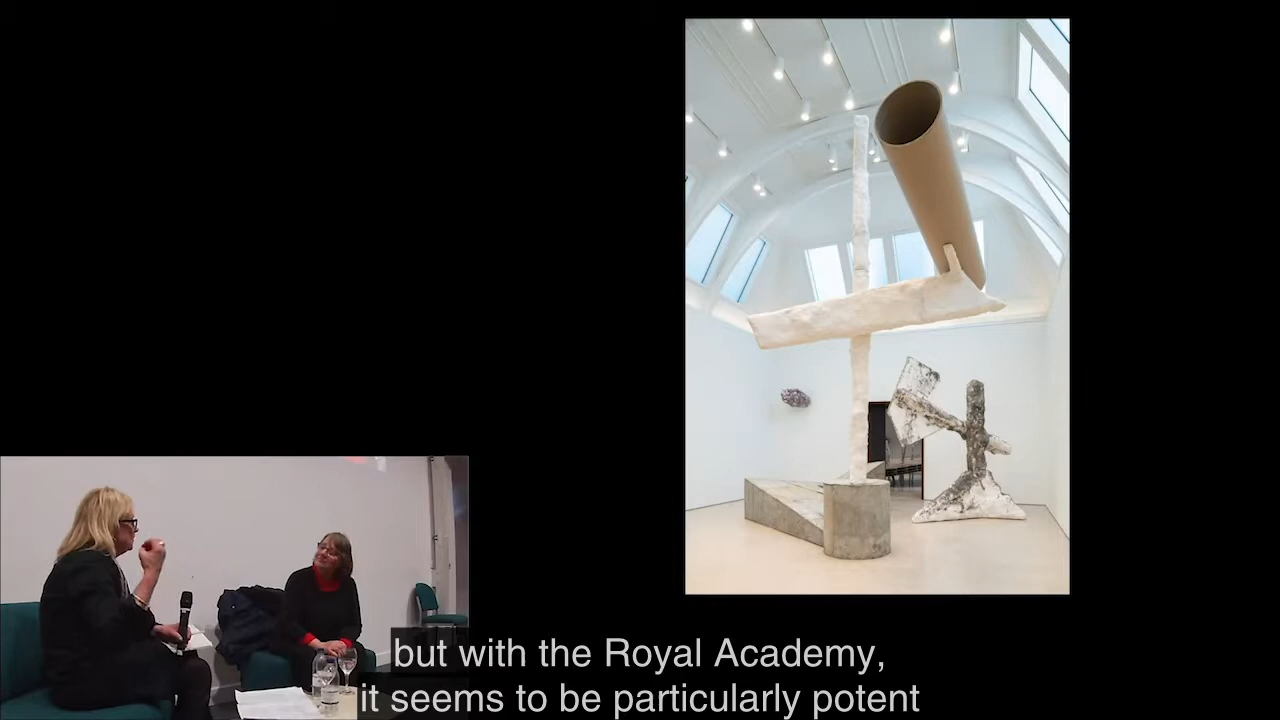 but with the Royal Academy,
it seems to be particularly potent